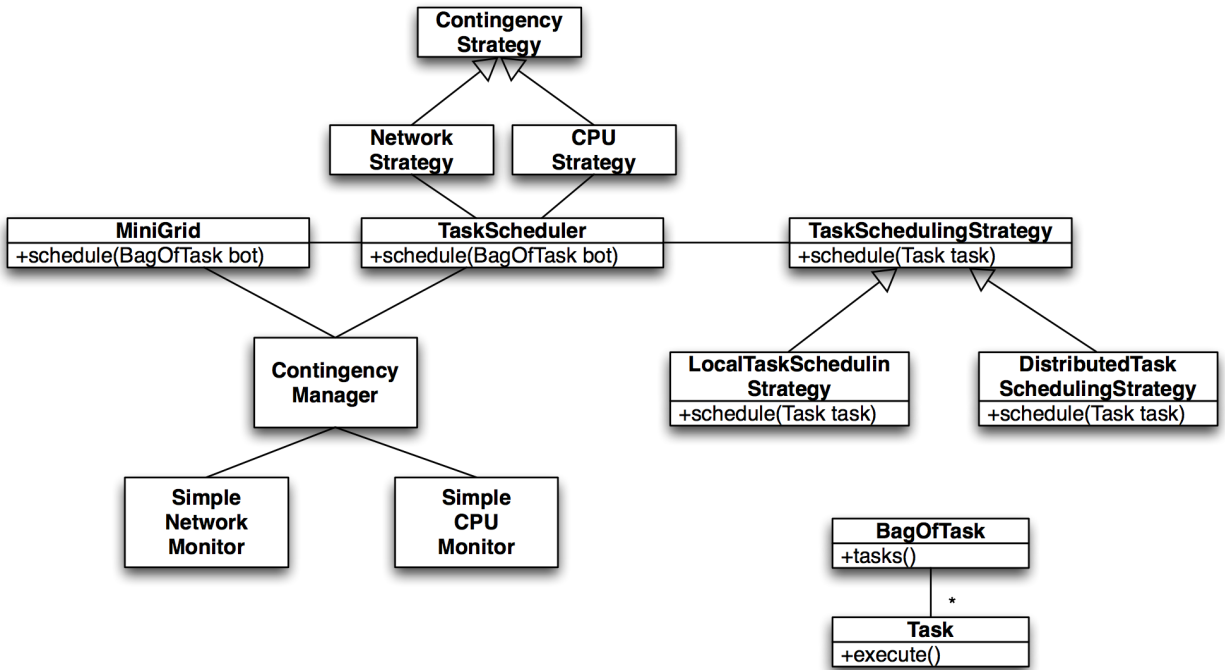 Contingency
Strategy
Network
Strategy
CPU
Strategy
MiniGrid
+schedule(BagOfTask bot)
TaskScheduler
+schedule(BagOfTask bot)
TaskSchedulingStrategy
+schedule(Task task)
Contingency
Manager
LocalTaskSchedulin
Strategy
+schedule(Task task)
DistributedTask
SchedulingStrategy
+schedule(Task task)
Simple
Network
Monitor
Simple
CPU
Monitor
BagOfTask
+tasks()
*
Task
+execute()